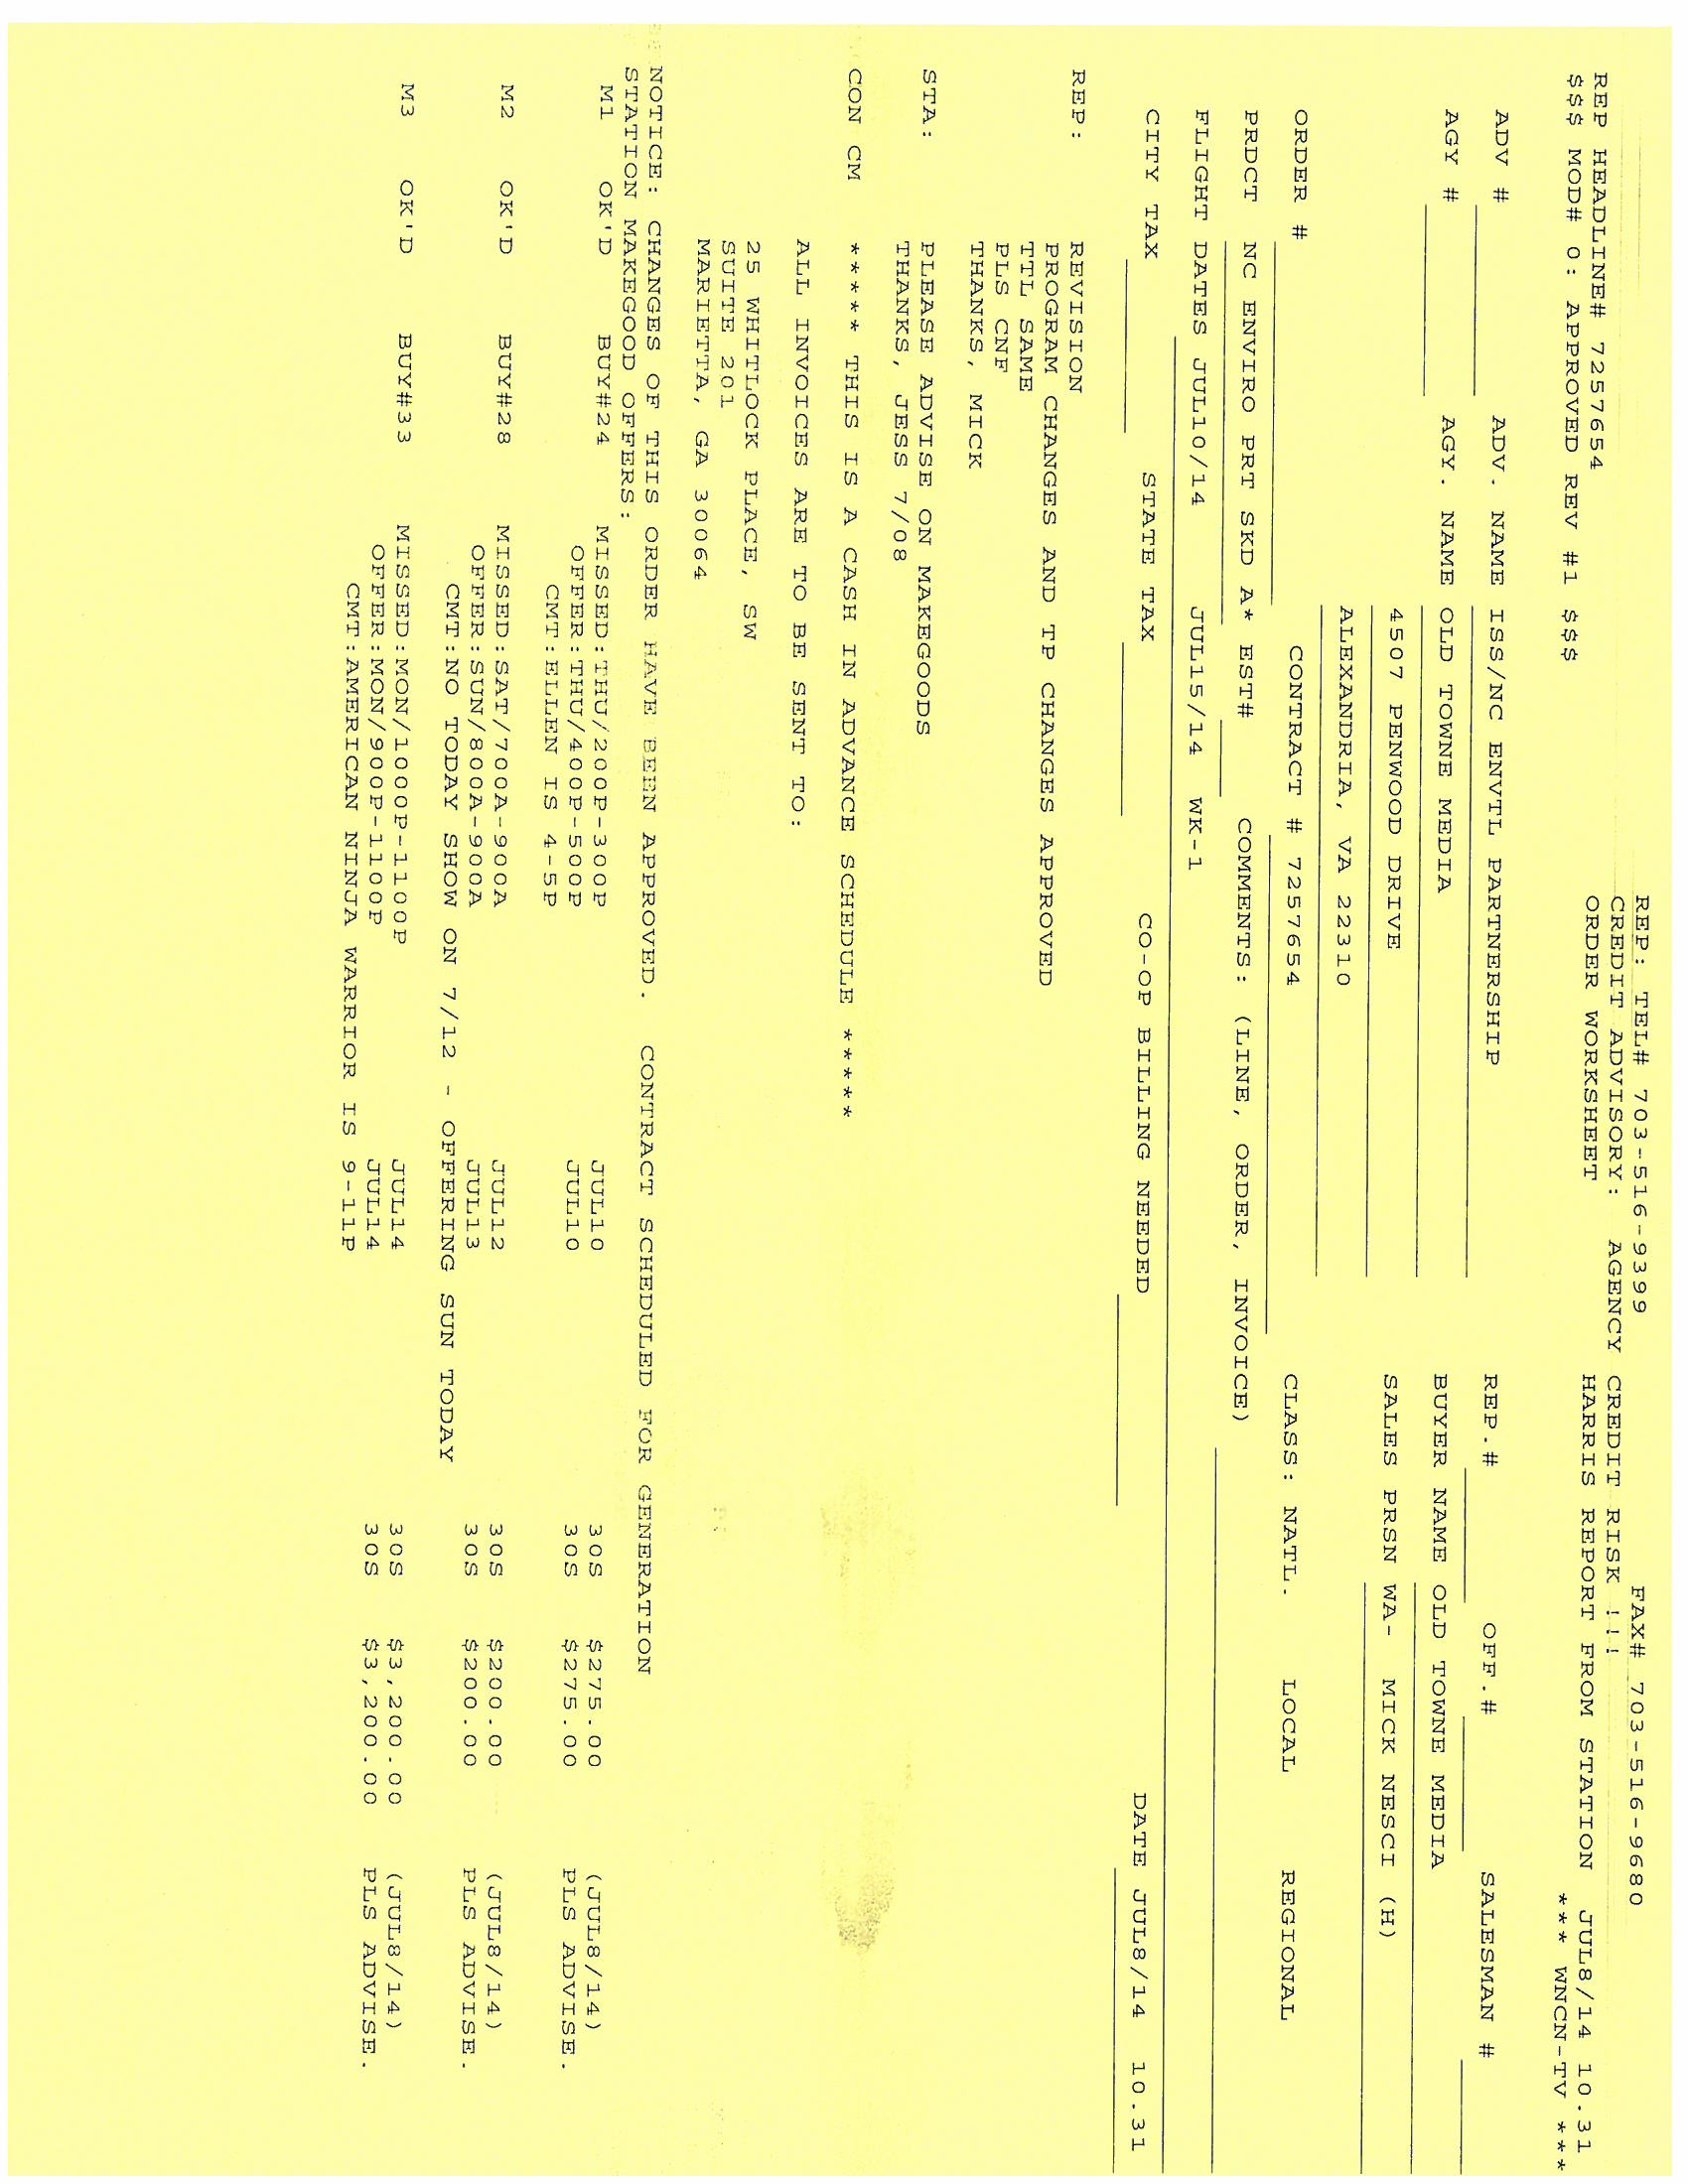 REP: TEL# 703-516-9399 FAX# 703-516-9680
CREDIT ADVISORY: AGENCY CREDIT RISK !!!
REP HEADLINE# 7257654 ORDER WORKSHEET HARRIS REPORT FROM STATION JUL8/14 10.31
$$$ MOD# 0: APPROVED REV #1 $$$ *** WNCN-TV ***
ADV # ADV. NAME ISS/NC ENVTL PARTNERSHIP REP.# OFF.# SALESMAN #
AGY # AGY. NAME OLD TOWNE MEDIA BUYER NAME OLD TOWNE MEDIA
4507 PENWOOD DRIVE SALES PRSN WA- MICK NESCI (H)
ALEXANDRIA, VA 22310
ORDER # CONTRACT # 7257654 CLASS: NATL. LOCAL REGIONAL
PRDCT NC ENVIRO PRT SKD A* EST# COMMENTS: (LINE, ORDER, INVOICE)
FLIGHT DATES JUL10/14 JUL15/14 WK-1
CITY TAX STATE TAX CO-OP BILLING NEEDED DATE JUL8/14 10.31
REP: REVISION
PROGRAM CHANGES AND TP CHANGES APPROVED
TTL SAME
PLS CNF
THANKS, MICK
STA: PLEASE ADVISE ON MAKEGOODS
THANKS, JESS 7/08
CON CM ***** THIS IS A CASH IN ADVANCE SCHEDULE *****
ALL INVOICES ARE TO BE SENT TO:
25 WHITLOCK PLACE, SW
SUITE 201
MARIETTA, GA 30064
NOTICE: CHANGES OF THIS ORDER HAVE BEEN APPROVED. CONTRACT SCHEDULED FOR GENERATION
STATION MAKEGOOD OFFERS:
M1 OK'D BUY#24 MISSED:THU/200P-300P JUL10 30S $275.00 (JUL8/14)
OFFER:THU/400P-500P JUL10 30S $275.00 PLS ADVISE.
CMT:ELLEN IS 4-5P
M2 OK'D BUY#28 MISSED:SAT/700A-900A JUL12 30S $200.00 (JUL8/14)
OFFER:SUN/800A-900A JUL13 30S $200.00 PLS ADVISE.
CMT:NO TODAY SHOW ON 7/12 - OFFERING SUN TODAY
M3 OK'D BUY#33 MISSED:MON/1000P-1100P JUL14 30S $3,200.00 (JUL8/14)
OFFER:MON/900P-1100P JUL14 30S $3,200.00 PLS ADVISE.
CMT:AMERICAN NINJA WARRIOR IS 9-11P